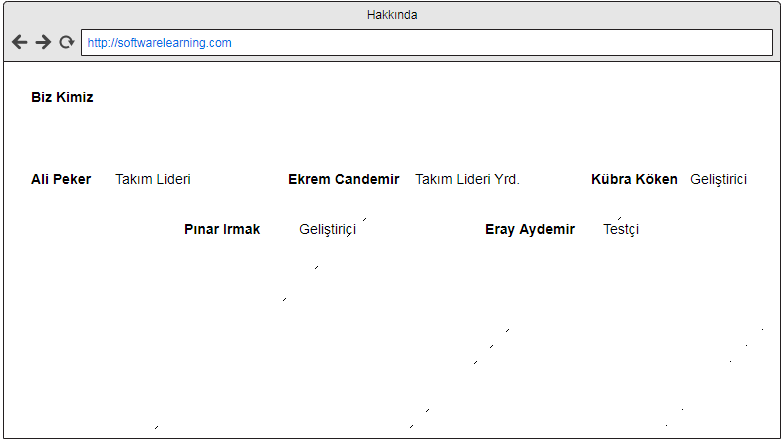 Hakkında
http://softwarelearning.com
Biz Kimiz
Ali Peker Takım Lideri Ekrem Candemir Takım Lideri Yrd. Kübra Köken Geliştirici
Pınar Irmak Geliştiriçi Eray Aydemir Testçi